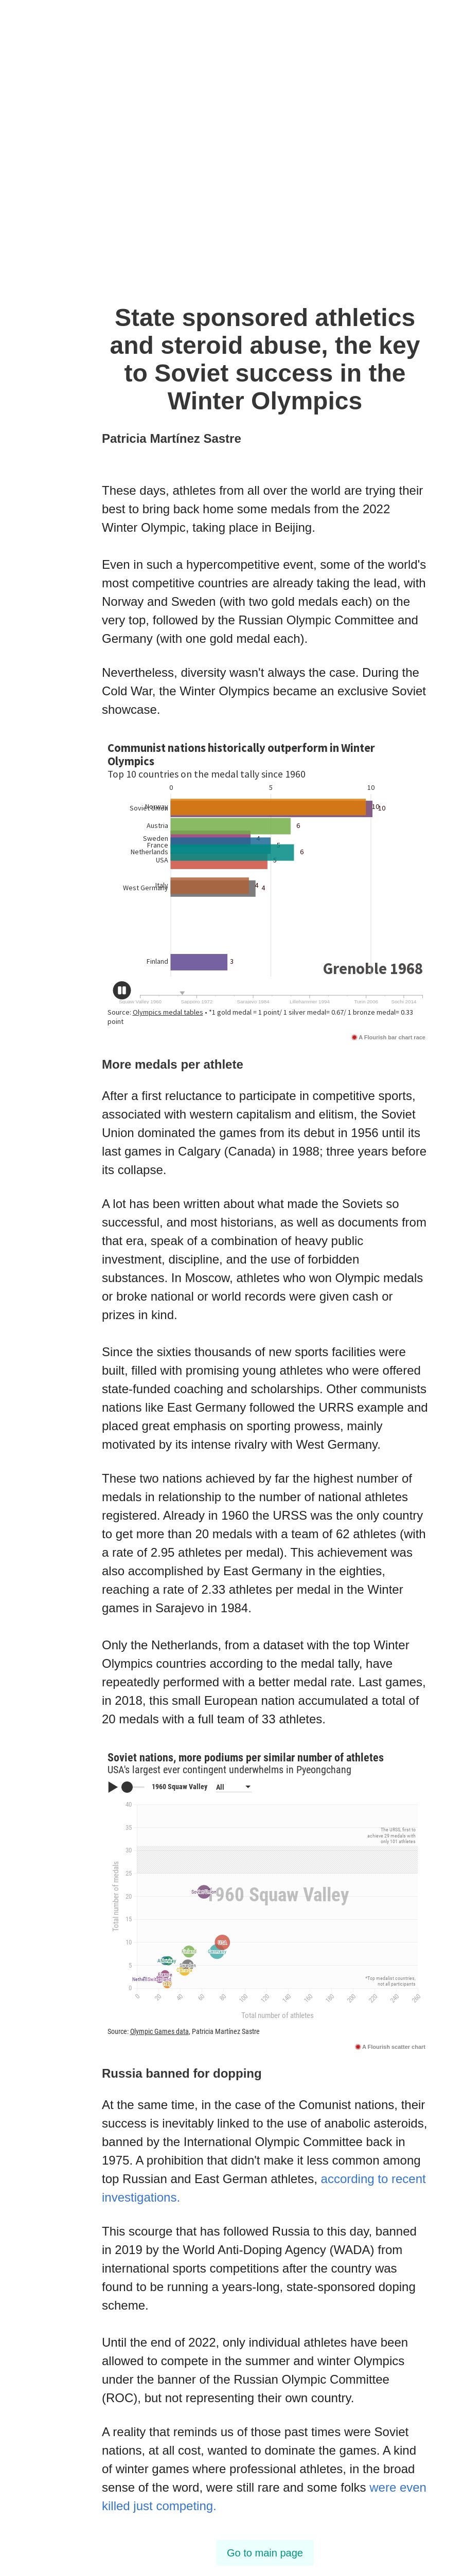 State sponsored athletics
and steroid abuse, the key
to Soviet success in the
Winter Olympics
Patricia Martínez Sastre
These days, athletes from all over the world are trying their
best to bring back home some medals from the 2022
Winter Olympic, taking place in Beijing.
Even in such a hypercompetitive event, some of the world's
most competitive countries are already taking the lead, with
Norway and Sweden (with two gold medals each) on the
very top, followed by the Russian Olympic Committee and
Germany (with one gold medal each).
Nevertheless, diversity wasn't always the case. During the
Cold War, the Winter Olympics became an exclusive Soviet
showcase.
Communist nations historically outperform in Winter
Olympics
Top 10 countries on the medal tally since 1960
0 5 10
Norway 10
Soviet Union 10
Austria 6
Sweden 4
France 5
Netherlands 6
USA 5
Italy 4
West Germany 4
Finland 3
Grenoble 1968
Squaw Valley 1960 Sapporo 1972 Sarajevo 1984 Lillehammer 1994 Turin 2006 Sochi 2014
Source: Olympics medal tables • *1 gold medal = 1 point/ 1 silver medal= 0.67/ 1 bronze medal= 0.33
point
A Flourish bar chart race
More medals per athlete
After a first reluctance to participate in competitive sports,
associated with western capitalism and elitism, the Soviet
Union dominated the games from its debut in 1956 until its
last games in Calgary (Canada) in 1988; three years before
its collapse.
A lot has been written about what made the Soviets so
successful, and most historians, as well as documents from
that era, speak of a combination of heavy public
investment, discipline, and the use of forbidden
substances. In Moscow, athletes who won Olympic medals
or broke national or world records were given cash or
prizes in kind.
Since the sixties thousands of new sports facilities were
built, filled with promising young athletes who were offered
state-funded coaching and scholarships. Other communists
nations like East Germany followed the URRS example and
placed great emphasis on sporting prowess, mainly
motivated by its intense rivalry with West Germany.
These two nations achieved by far the highest number of
medals in relationship to the number of national athletes
registered. Already in 1960 the URSS was the only country
to get more than 20 medals with a team of 62 athletes (with
a rate of 2.95 athletes per medal). This achievement was
also accomplished by East Germany in the eighties,
reaching a rate of 2.33 athletes per medal in the Winter
games in Sarajevo in 1984.
Only the Netherlands, from a dataset with the top Winter
Olympics countries according to the medal tally, have
repeatedly performed with a better medal rate. Last games,
in 2018, this small European nation accumulated a total of
20 medals with a full team of 33 athletes.
Soviet nations, more podiums per similar number of athletes
USA's largest ever contingent underwhelms in Pyeongchang
1960 Squaw Valley All
Total number of medals
40
35
30
25
20
15
10
5
0
The URSS, first to
achieve 29 medals with
only 101 athletes
1960 Squaw Valley
*Top medalist countries,
not all participants
0 20 40 60 80 100 120 140 160 180 200 220 240 260
Total number of athletes
Source: Olympic Games data, Patricia Martínez Sastre
A Flourish scatter chart
Russia banned for dopping
At the same time, in the case of the Comunist nations, their
success is inevitably linked to the use of anabolic asteroids,
banned by the International Olympic Committee back in
1975. A prohibition that didn't make it less common among
top Russian and East German athletes, according to recent
investigations.
This scourge that has followed Russia to this day, banned
in 2019 by the World Anti-Doping Agency (WADA) from
international sports competitions after the country was
found to be running a years-long, state-sponsored doping
scheme.
Until the end of 2022, only individual athletes have been
allowed to compete in the summer and winter Olympics
under the banner of the Russian Olympic Committee
(ROC), but not representing their own country.
A reality that reminds us of those past times were Soviet
nations, at all cost, wanted to dominate the games. A kind
of winter games where professional athletes, in the broad
sense of the word, were still rare and some folks were even
killed just competing.
Go to main page